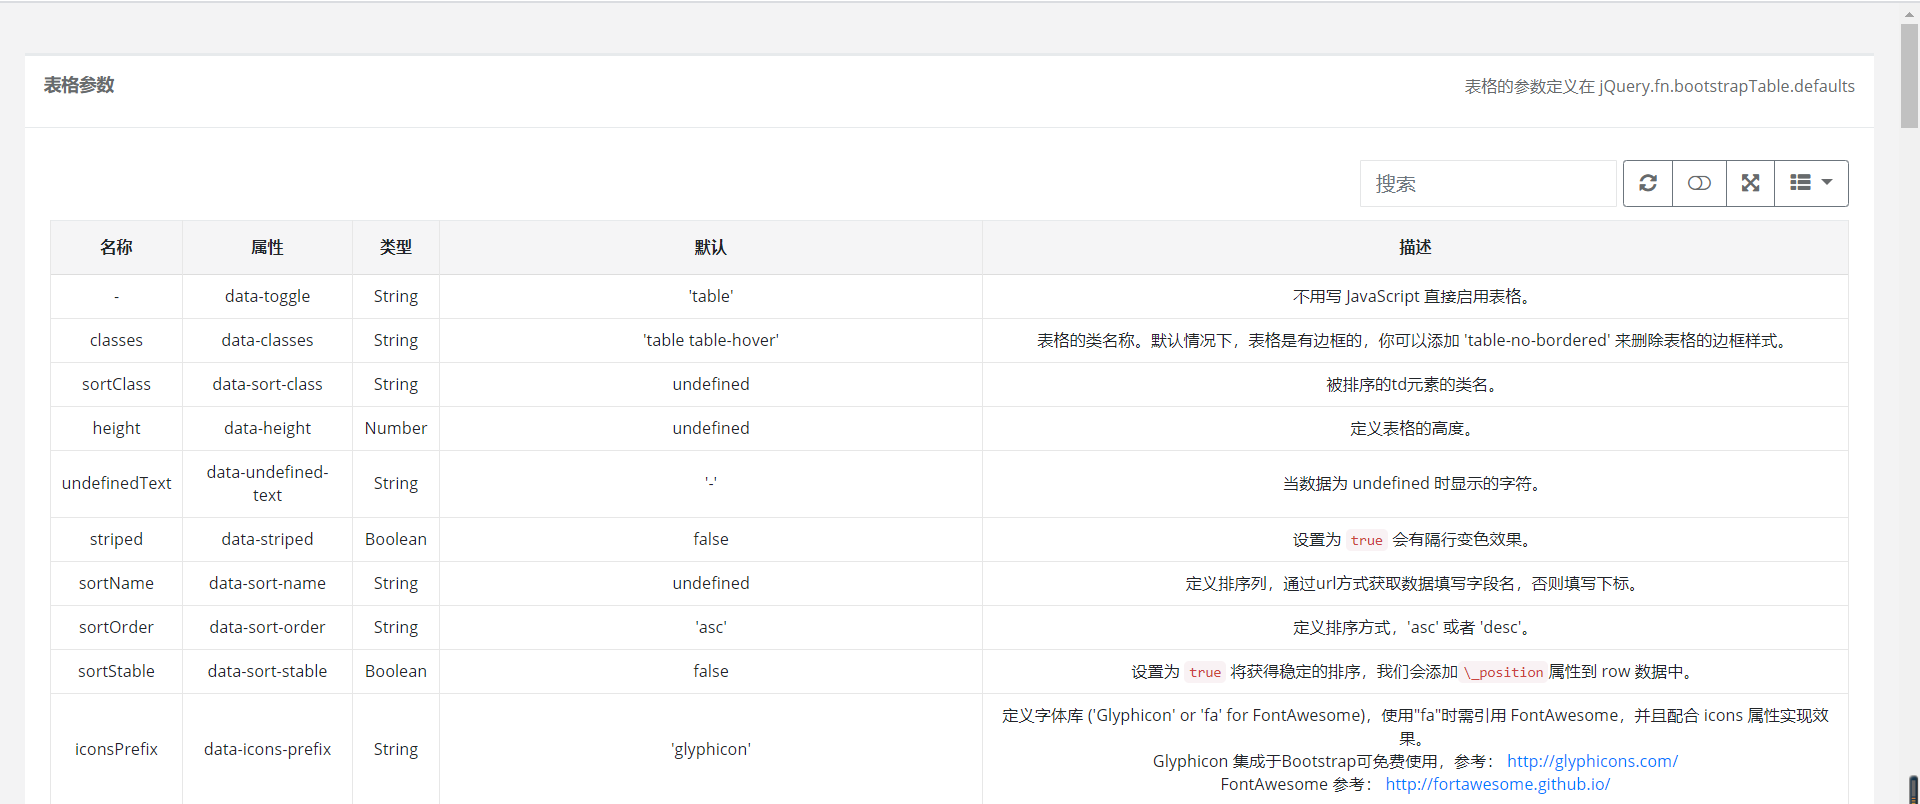 表格参数
表格的参数定义在 jQuery.fn.bootstrapTable.defaults
搜索
名称 属性 类型 默认 描述
- data-toggle String 'table' 不用写 JavaScript 直接启用表格。
classes data-classes String 'table table-hover' 表格的类名称。默认情况下，表格是有边框的，你可以添加 'table-no-bordered' 来删除表格的边框样式。
sortClass data-sort-class String undefined 被排序的td元素的类名。
height data-height Number undefined 定义表格的高度。
undefinedText data-undefined-
text String '-' 当数据为 undefined 时显示的字符。
striped data-striped Boolean false 设置为 true 会有隔行变色效果。
sortName data-sort-name String undefined 定义排序列，通过url方式获取数据填写字段名，否则填写下标。
sortOrder data-sort-order String 'asc' 定义排序方式，'asc' 或者 'desc'。
sortStable data-sort-stable Boolean false 设置为 true 将获得稳定的排序，我们会添加\_position属性到 row 数据中。
iconsPrefix data-icons-prefix String 'glyphicon' 定义字体库 ('Glyphicon' or 'fa' for FontAwesome)，使用"fa"时需引用 FontAwesome，并且配合 icons 属性实现效
果。
Glyphicon 集成于Bootstrap可免费使用，参考： http://glyphicons.com/
FontAwesome 参考： http://fortawesome.github.io/